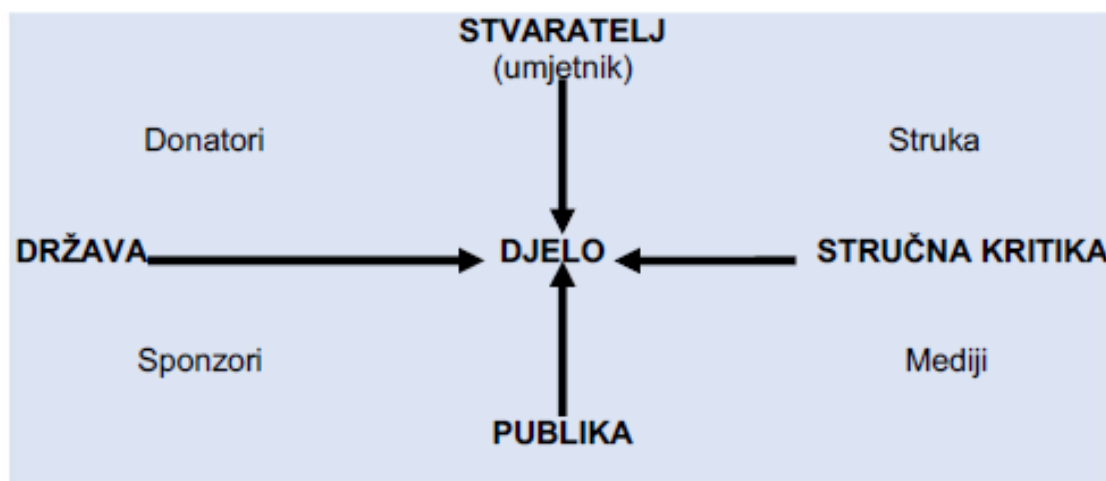 STVARATELJ
(umjetnik)
Donatori
Struka
DRŽAVA
DJELO
STRUČNA KRITIKA
Sponzori
Mediji
PUBLIKA